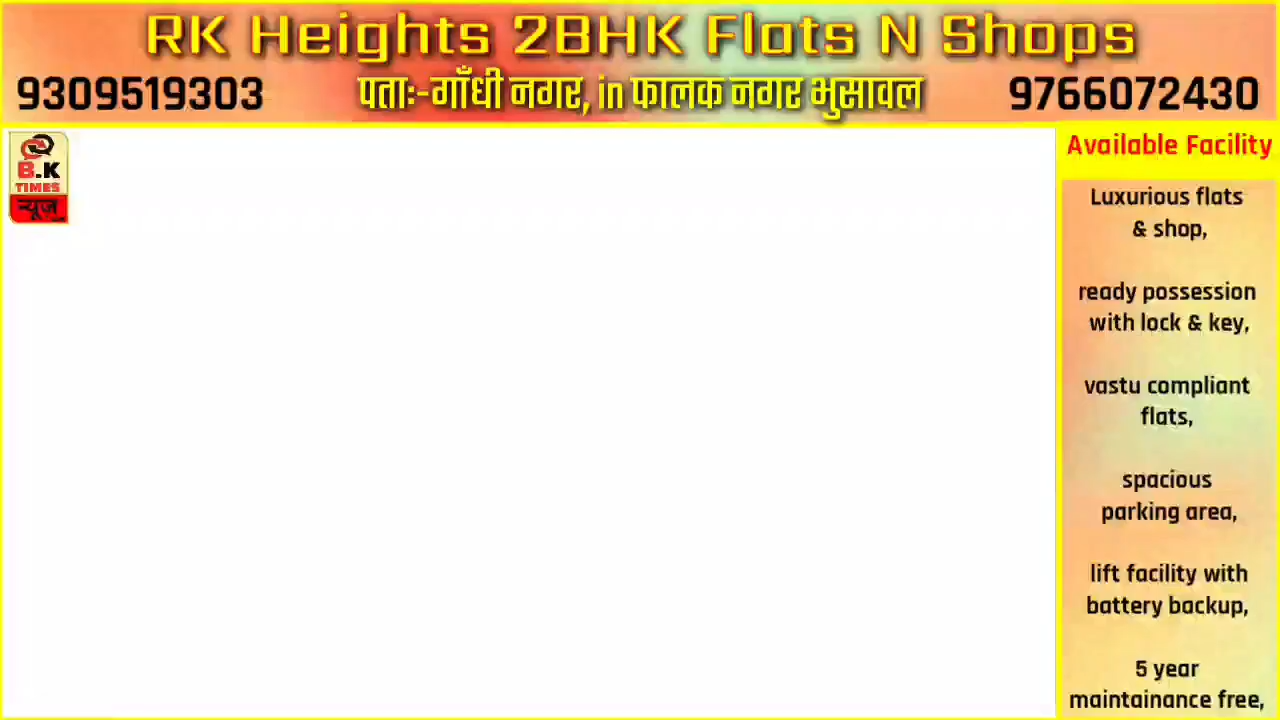 RK Heights 2BHK Flats N Shops
9309519303 पताः-गाँधी नगर, in फालक नगर भुसावल 9766072430
B.K
TIMES
न्यूज़
Available Facility
Luxurious flats
& shop,
ready possession
with lock & key,
vastu compliant
flats,
spacious
parking area,
lift facility with
battery backup,
5 year
maintainance free,